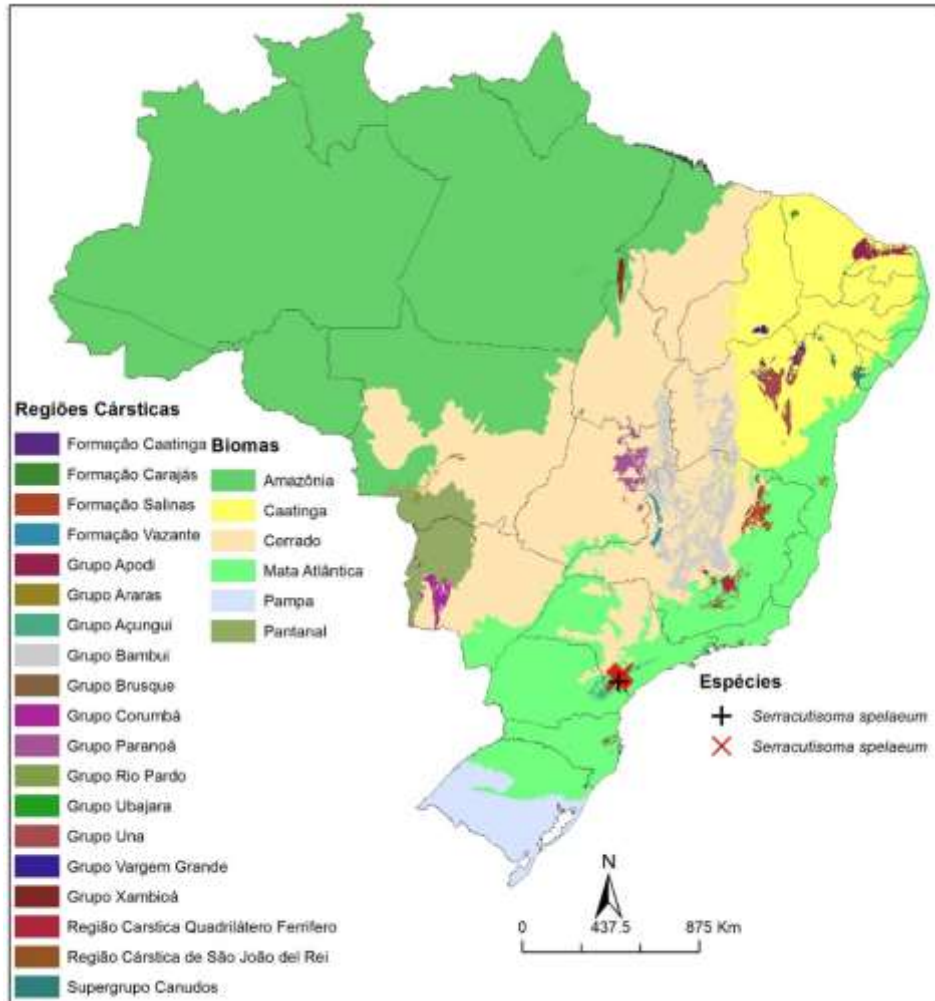 Regiões Cársticas
Formação Caatinga
Formação Carajás
Formação Salinas
Formação Vazante
Grupo Apodi
Grupo Araras
Grupo Açungui
Grupo Bambuí
Grupo Brusque
Grupo Corumbá
Grupo Paranoá
Grupo Rio Pardo
Grupo Ubajara
Grupo Una
Grupo Vargem Grande
Grupo Xambioá
Região Carstica Quadrilátero Ferrífero
Região Cárstica de São João del Rei
Supergrupo Canudos
Biomas
Amazônia
Caatinga
Cerrado
Mata Atlântica
Pampa
Pantanal
Espécies
Serracutisoma spelaeum
Serracutisoma spelaeum
N
0 437.5 875 Km